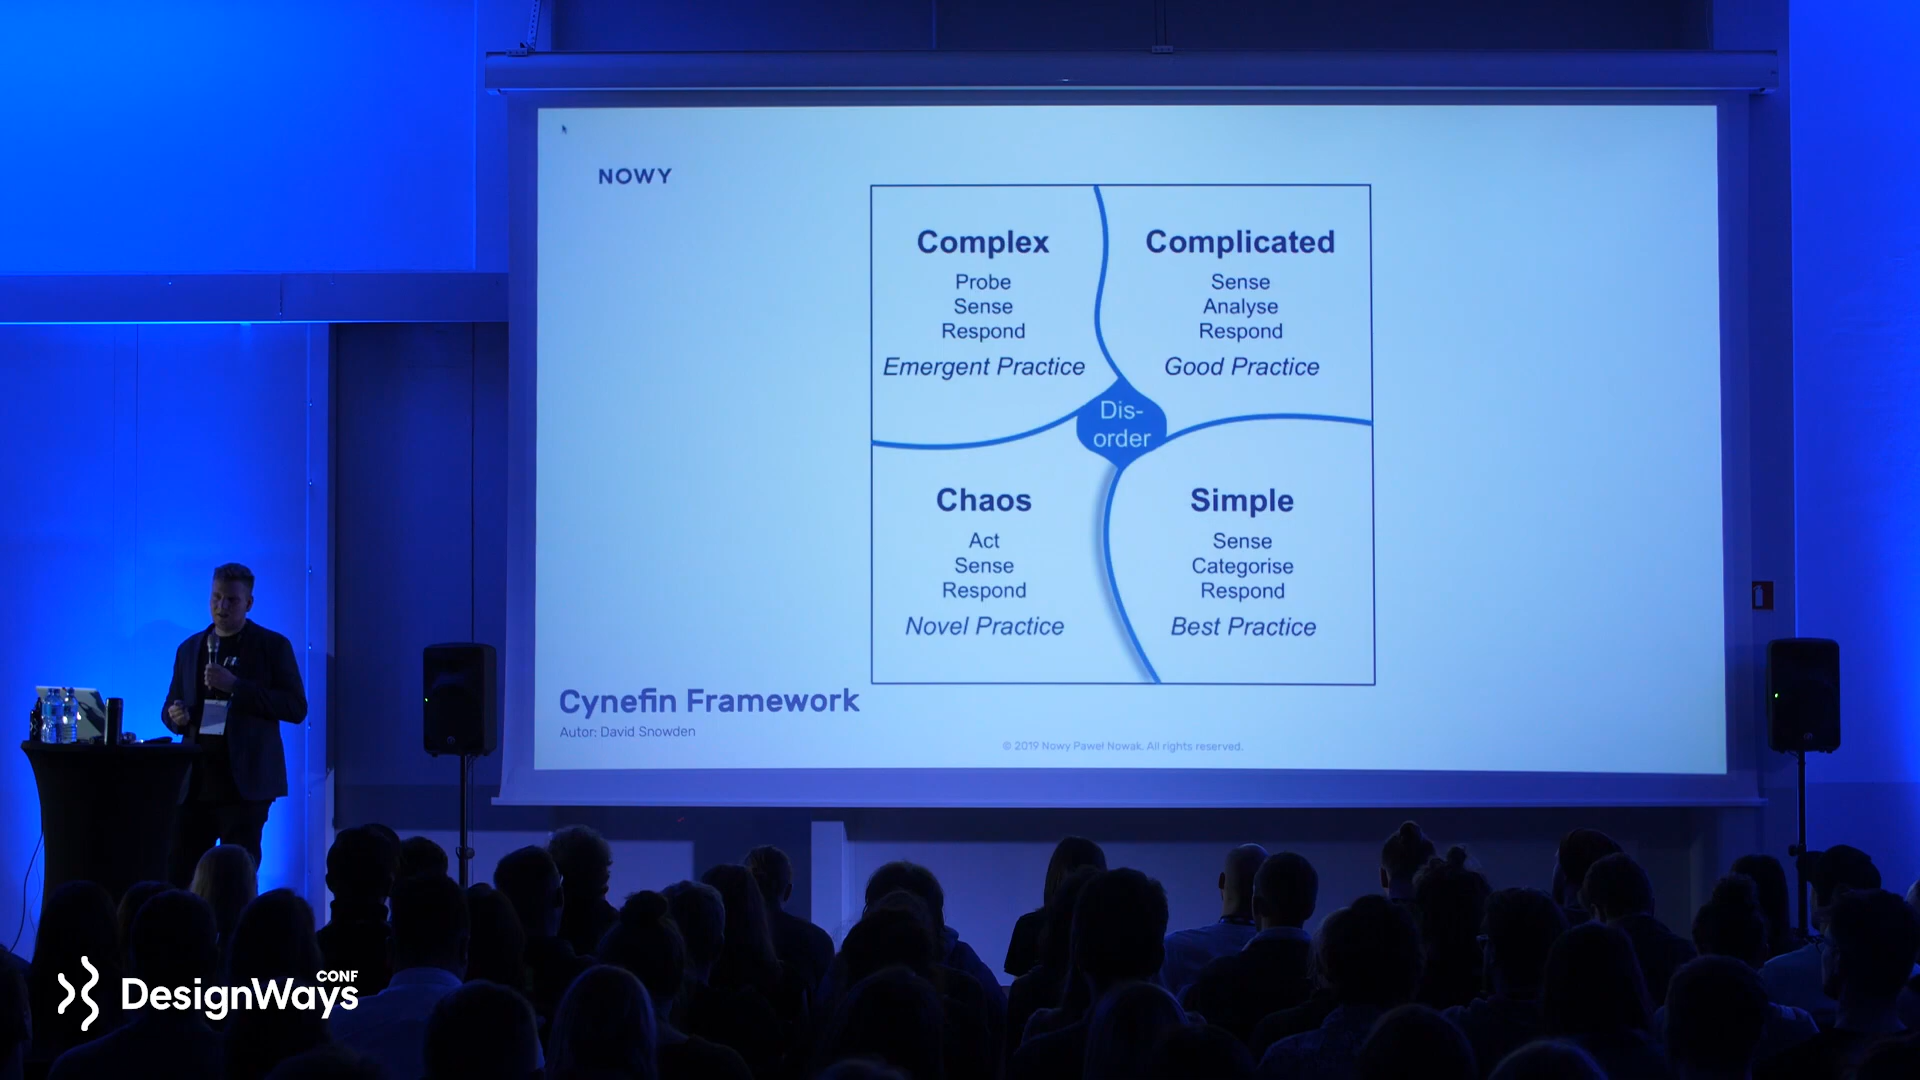 NOWY
Complex
Probe
Sense
Respond
Emergent Practice
Complicated
Sense
Analyse
Respond
Good Practice
Dis-
order
Chaos
Act
Sense
Respond
Novel Practice
Simple
Sense
Categorise
Respond
Best Practice
Cynefin Framework
Autor: David Snowden
© 2019 Nowy Paweł Nowak. All rights reserved.
DesignWays CONF